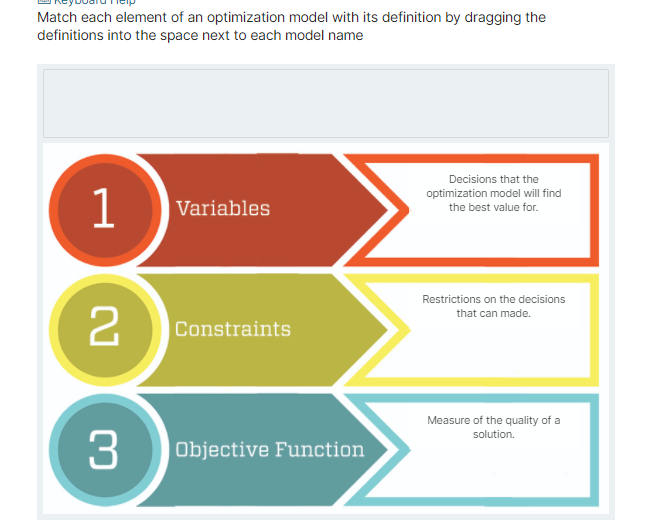 Keyboard Help
Match each element of an optimization model with its definition by dragging the
definitions into the space next to each model name
1
Variables
Decisions that the
optimization model will find
the best value for.
2
Constraints
Restrictions on the decisions
that can made.
3
Objective Function
Measure of the quality of a
solution.